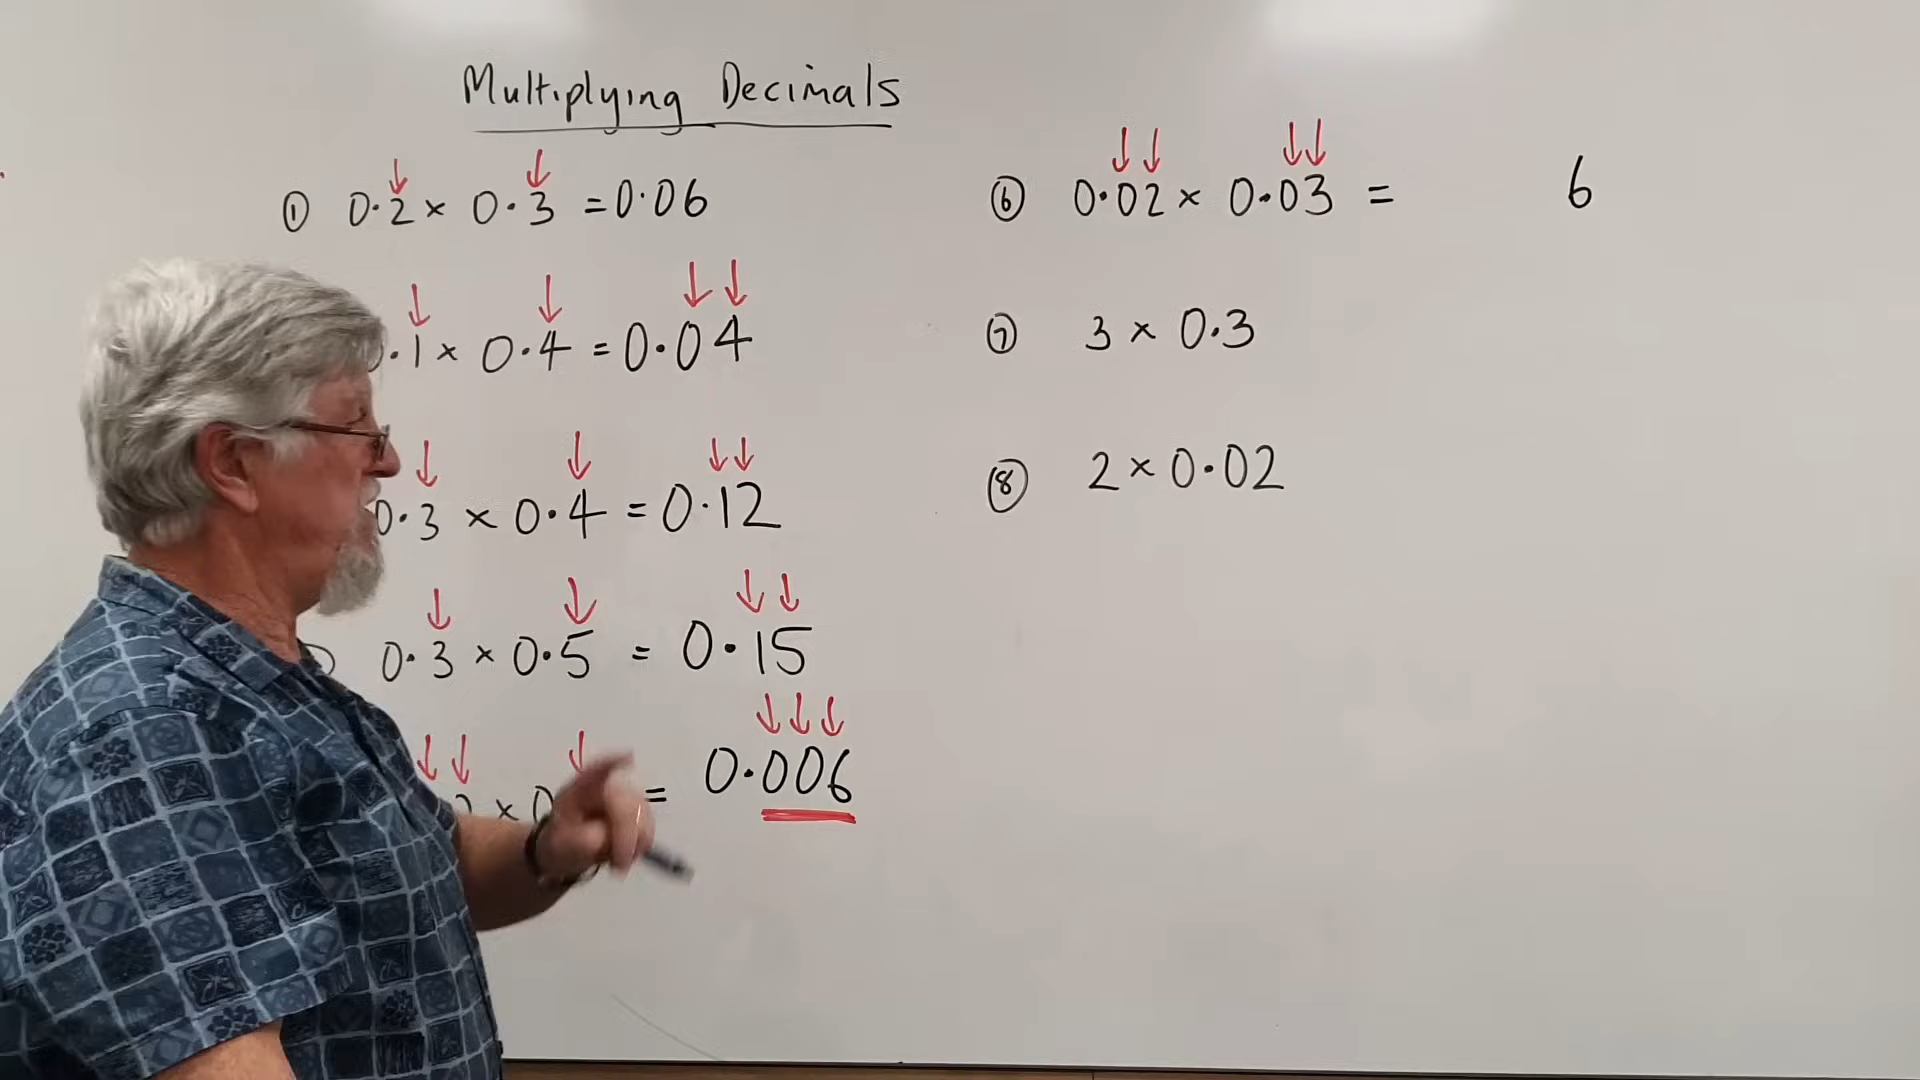 Multiplying Decimals
① 0.2 × 0.3 = 0.06
.1 × 0.4 = 0.04
0.3 × 0.4 = 0.12
0.3 × 0.5 = 0.15
× 0 = 0.006
⑥ 0.02 × 0.03 = 6
⑦ 3 × 0.3
⑧ 2 × 0.02